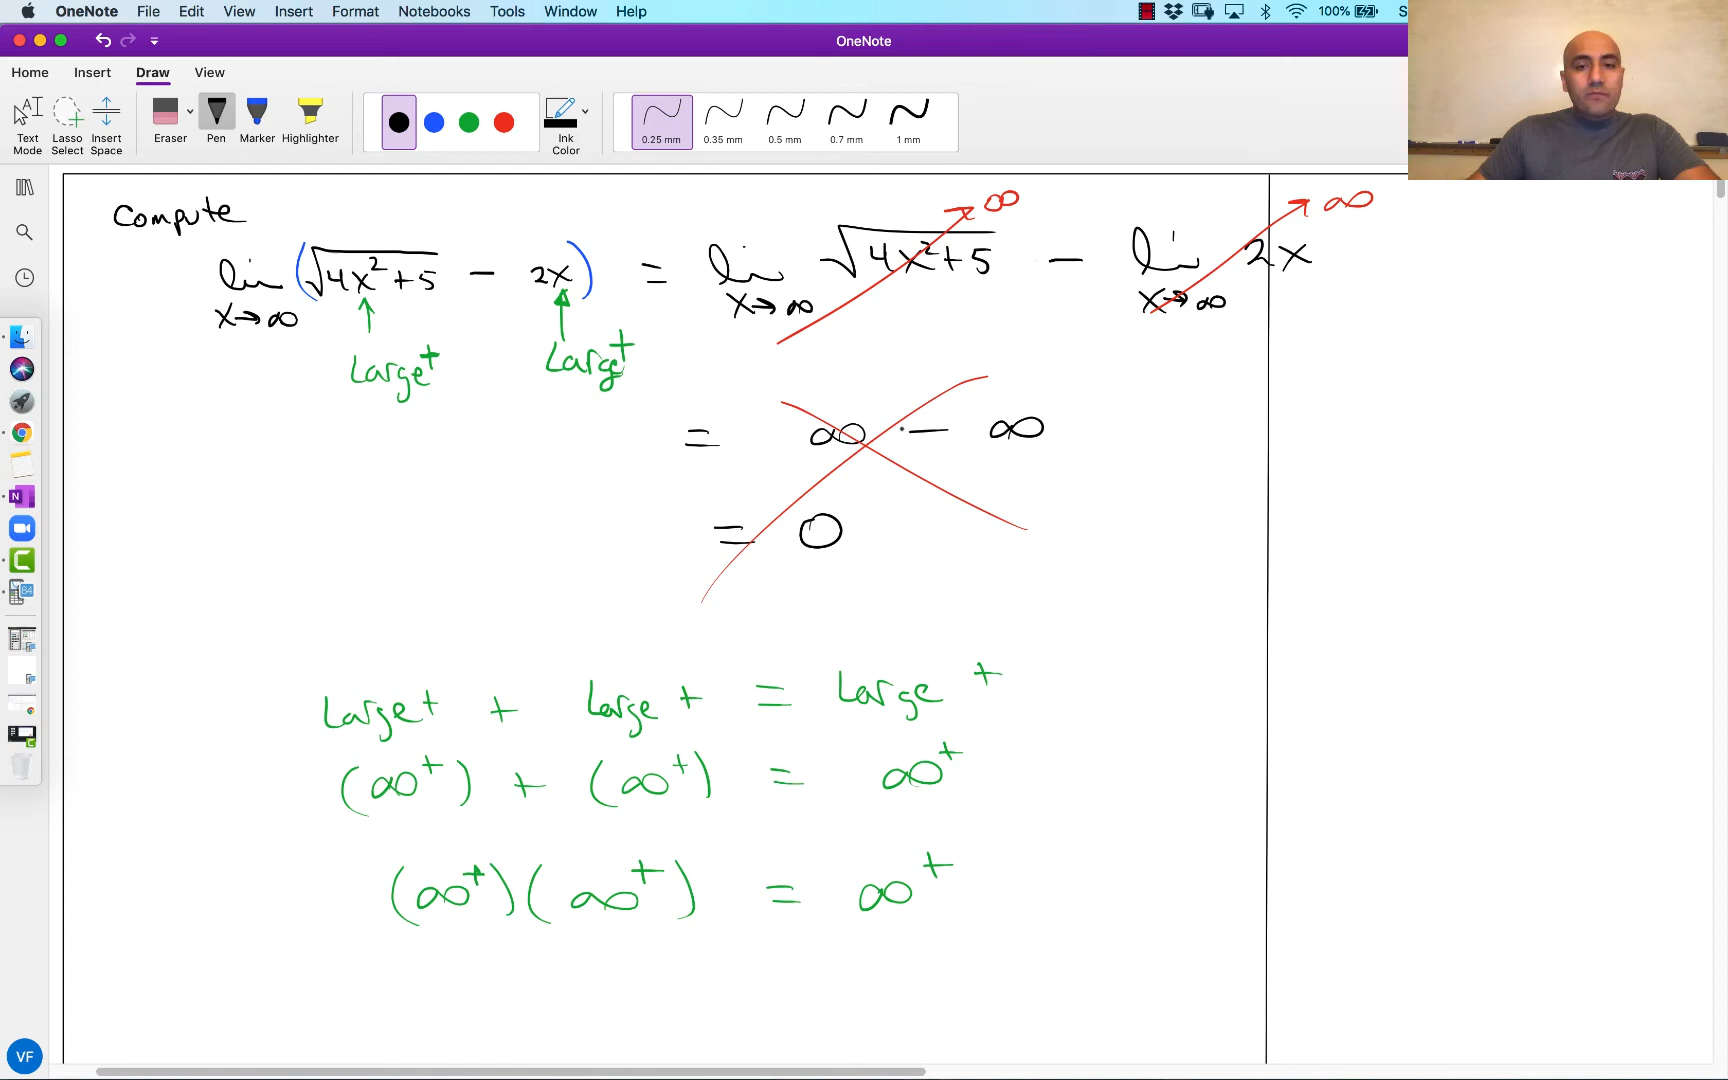 OneNote File Edit View Insert Format Notebooks Tools Window Help 100% S
OneNote
Home Insert Draw View
Text Mode
Lasso Select
Insert Space
Eraser
Pen
Marker
Highlighter
Ink Color
0.25 mm 0.35 mm 0.5 mm 0.7 mm 1 mm
compute
lim x→∞ (√(4x²+5) − 2x) = lim x→∞ √(4x²+5) − lim x→∞ 2x
∞ ∞
Large⁺ Large⁺
= ∞ − ∞
= 0
Large⁺ + Large⁺ = Large⁺
(∞⁺) + (∞⁺) = ∞⁺
(∞⁺)(∞⁺) = ∞⁺
N
84
VF